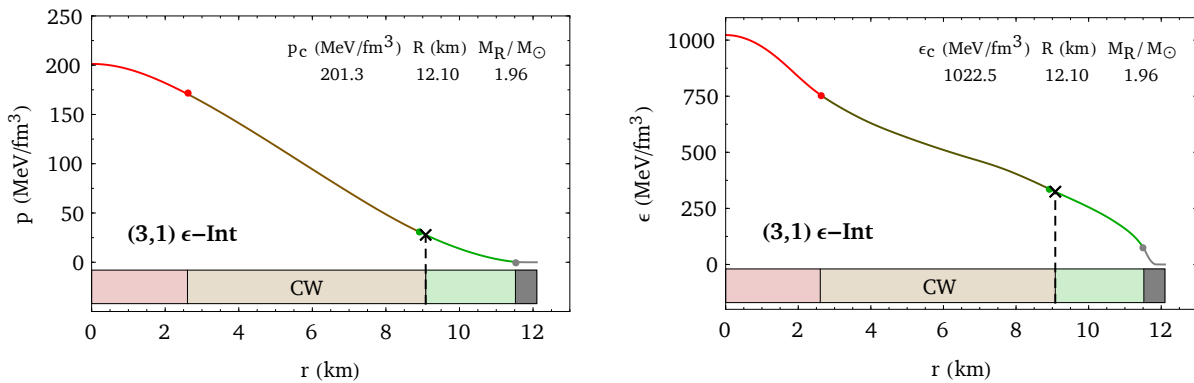 250
200
150
100
50
0
p (MeV/fm³)
p_c (MeV/fm³) R (km) M_R/M_⊙
201.3 12.10 1.96
(3,1) ϵ−Int
CW
0 2 4 6 8 10 12
r (km)
1000
750
500
250
0
ϵ (MeV/fm³)
ϵ_c (MeV/fm³) R (km) M_R/M_⊙
1022.5 12.10 1.96
(3,1) ϵ−Int
CW
0 2 4 6 8 10 12
r (km)